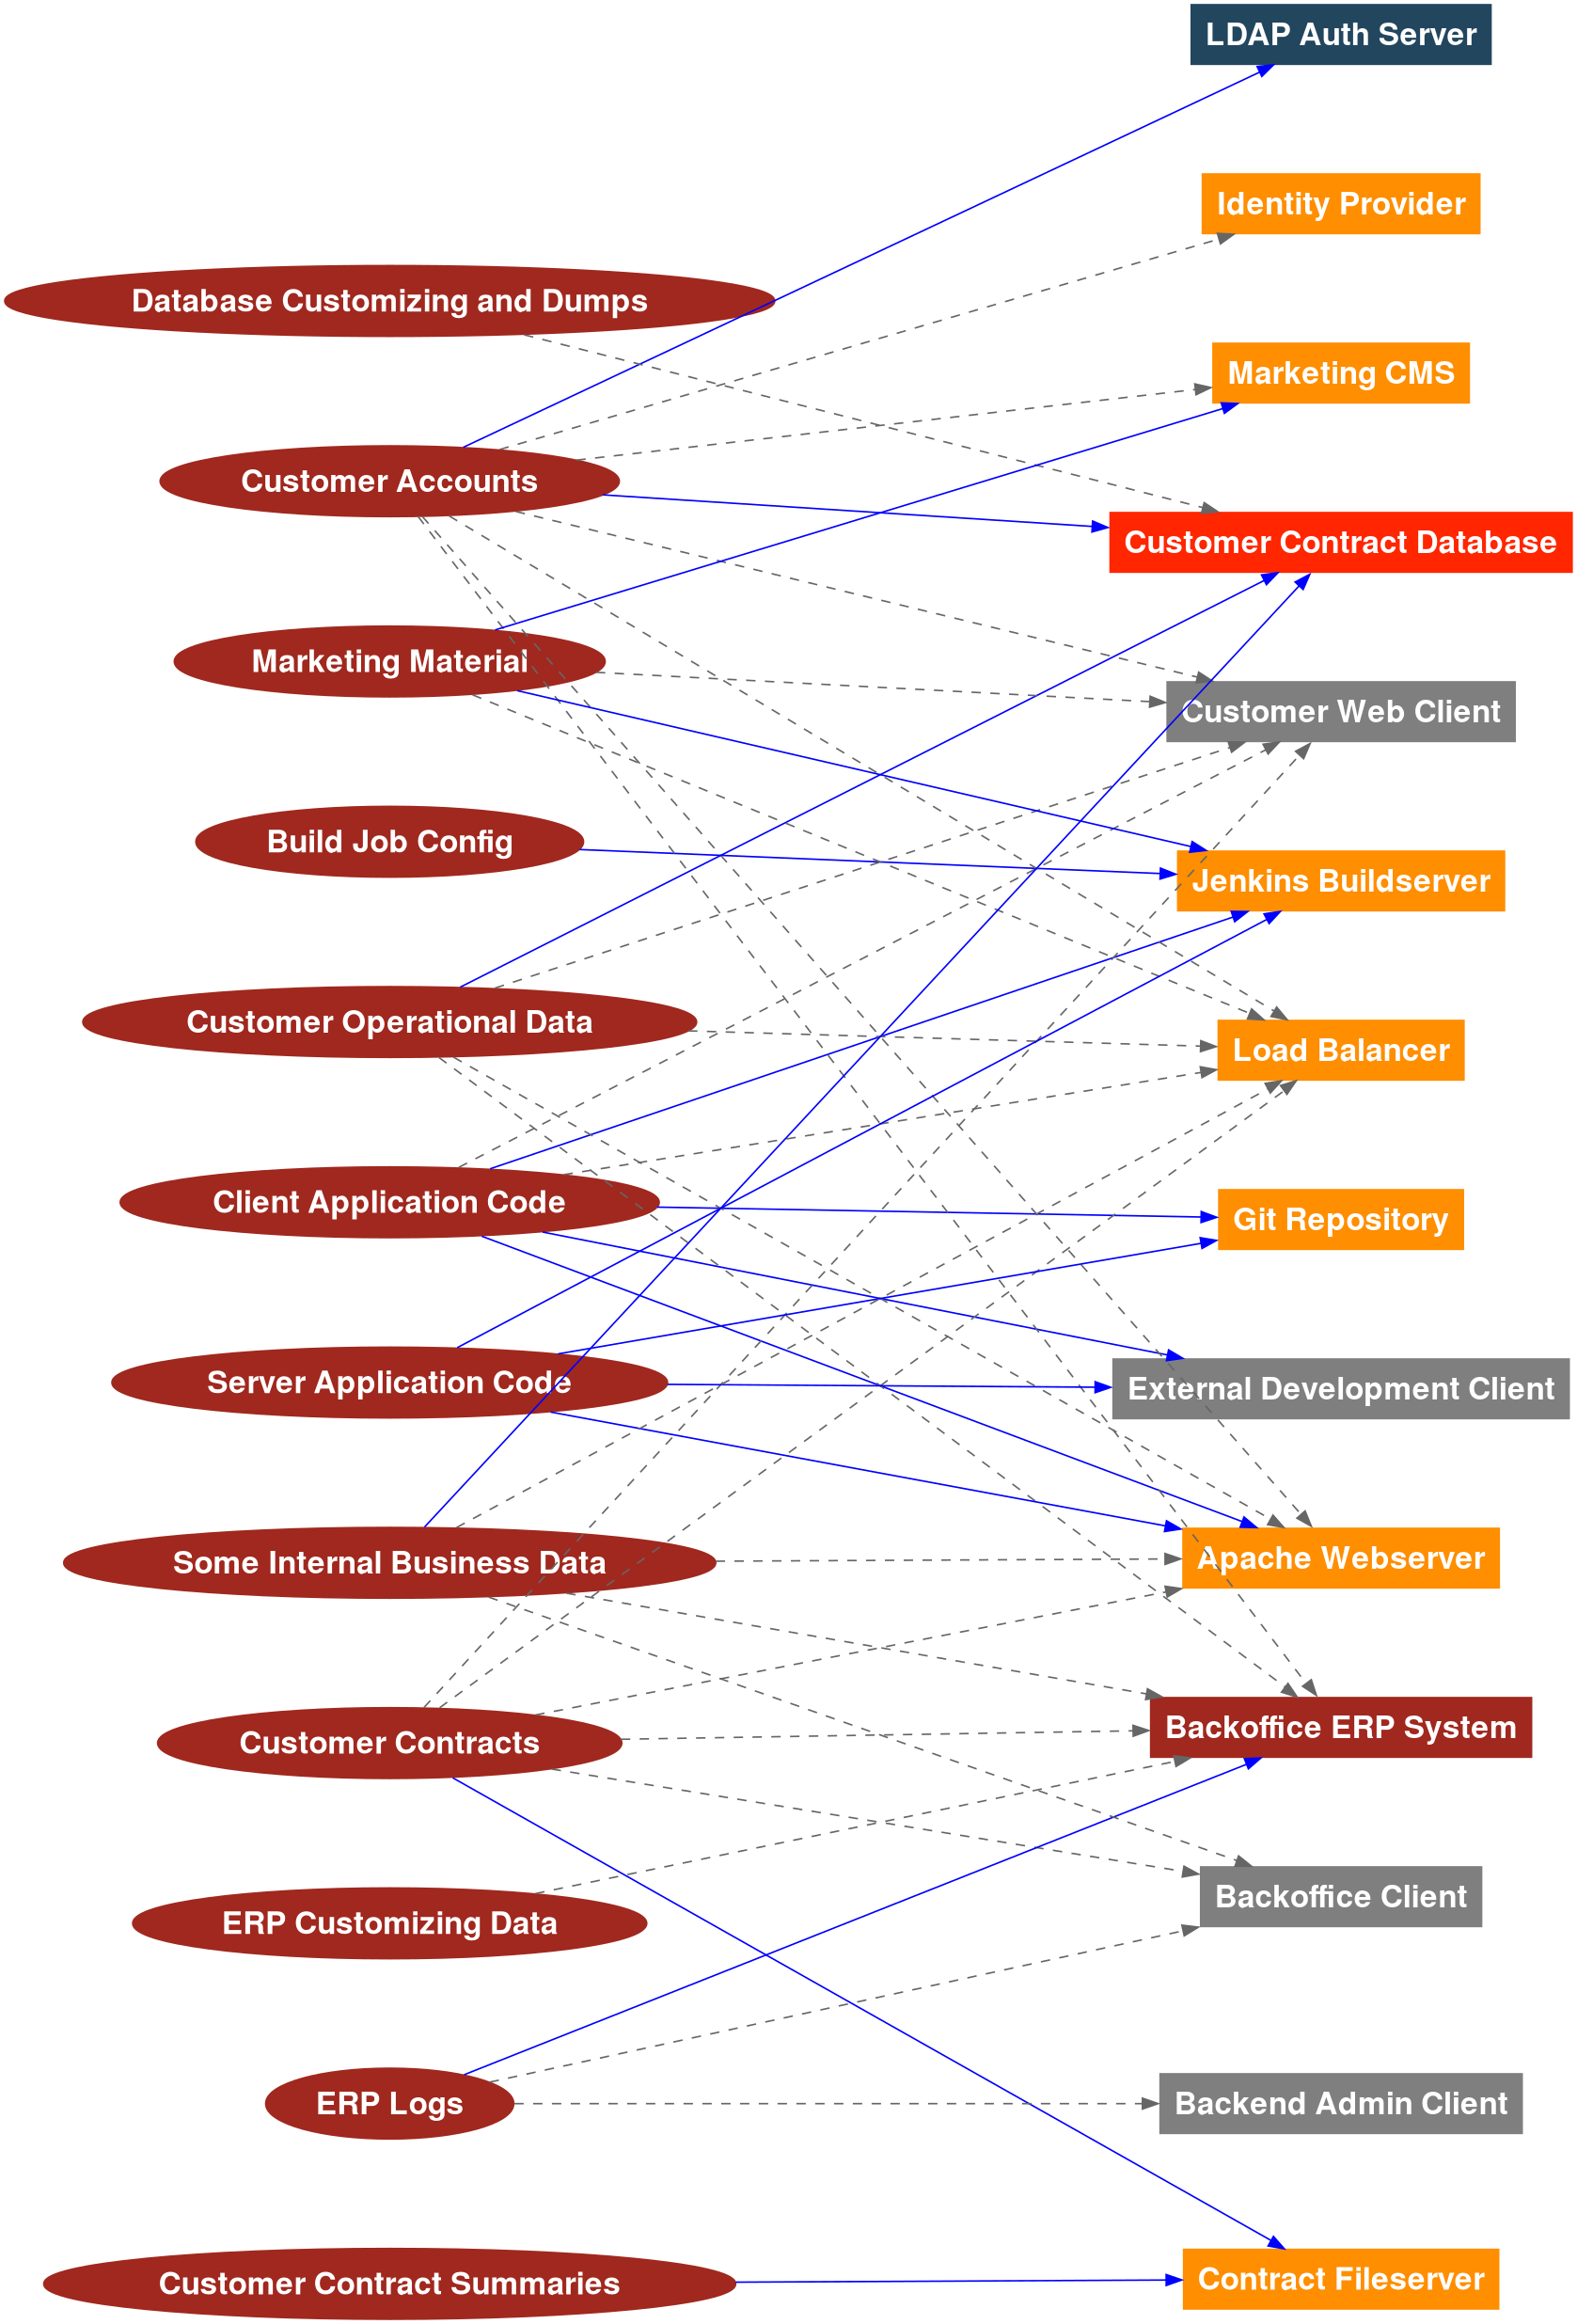 LDAP Auth Server
Identity Provider
Database Customizing and Dumps
Marketing CMS
Customer Accounts
Customer Contract Database
Marketing Material
Customer Web Client
Build Job Config
Jenkins Buildserver
Customer Operational Data
Load Balancer
Client Application Code
Git Repository
Server Application Code
External Development Client
Some Internal Business Data
Apache Webserver
Customer Contracts
Backoffice ERP System
ERP Customizing Data
Backoffice Client
ERP Logs
Backend Admin Client
Customer Contract Summaries
Contract Fileserver